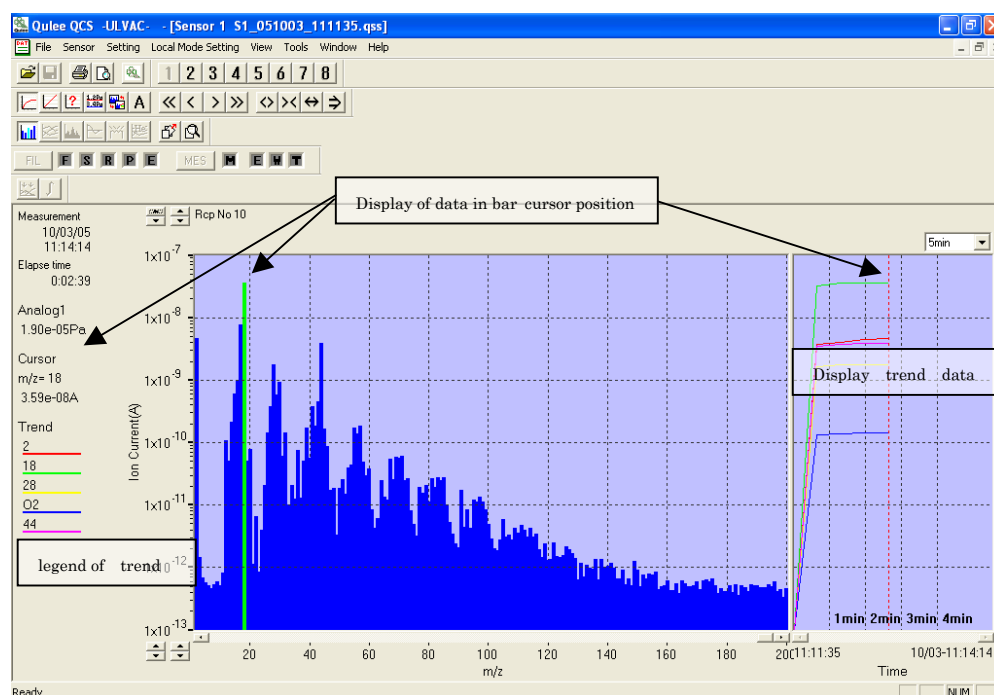 Qulee QCS -ULVAC- - [Sensor 1 S1_051003_111135.qss]
File Sensor Setting Local Mode Setting View Tools Window Help
1 2 3 4 5 6 7 8
A
FIL F S R P E MES M E W T
Measurement
10/03/05
11:14:14
Elapse time
0:02:39
Analog1
1.90e-05Pa
Cursor
m/z= 18
3.59e-08A
Trend
2
18
28
O2
44
legend of trend
Rcp No 10
Display of data in bar cursor position
5min
Ion Current(A)
1x10-7
1x10-8
1x10-9
1x10-10
1x10-11
1x10-12
1x10-13
20 40 60 80 100 120 140 160 180 200
m/z
Display trend data
1min 2min 3min 4min
11:11:35 10/03-11:14:14
Time
Ready NUM